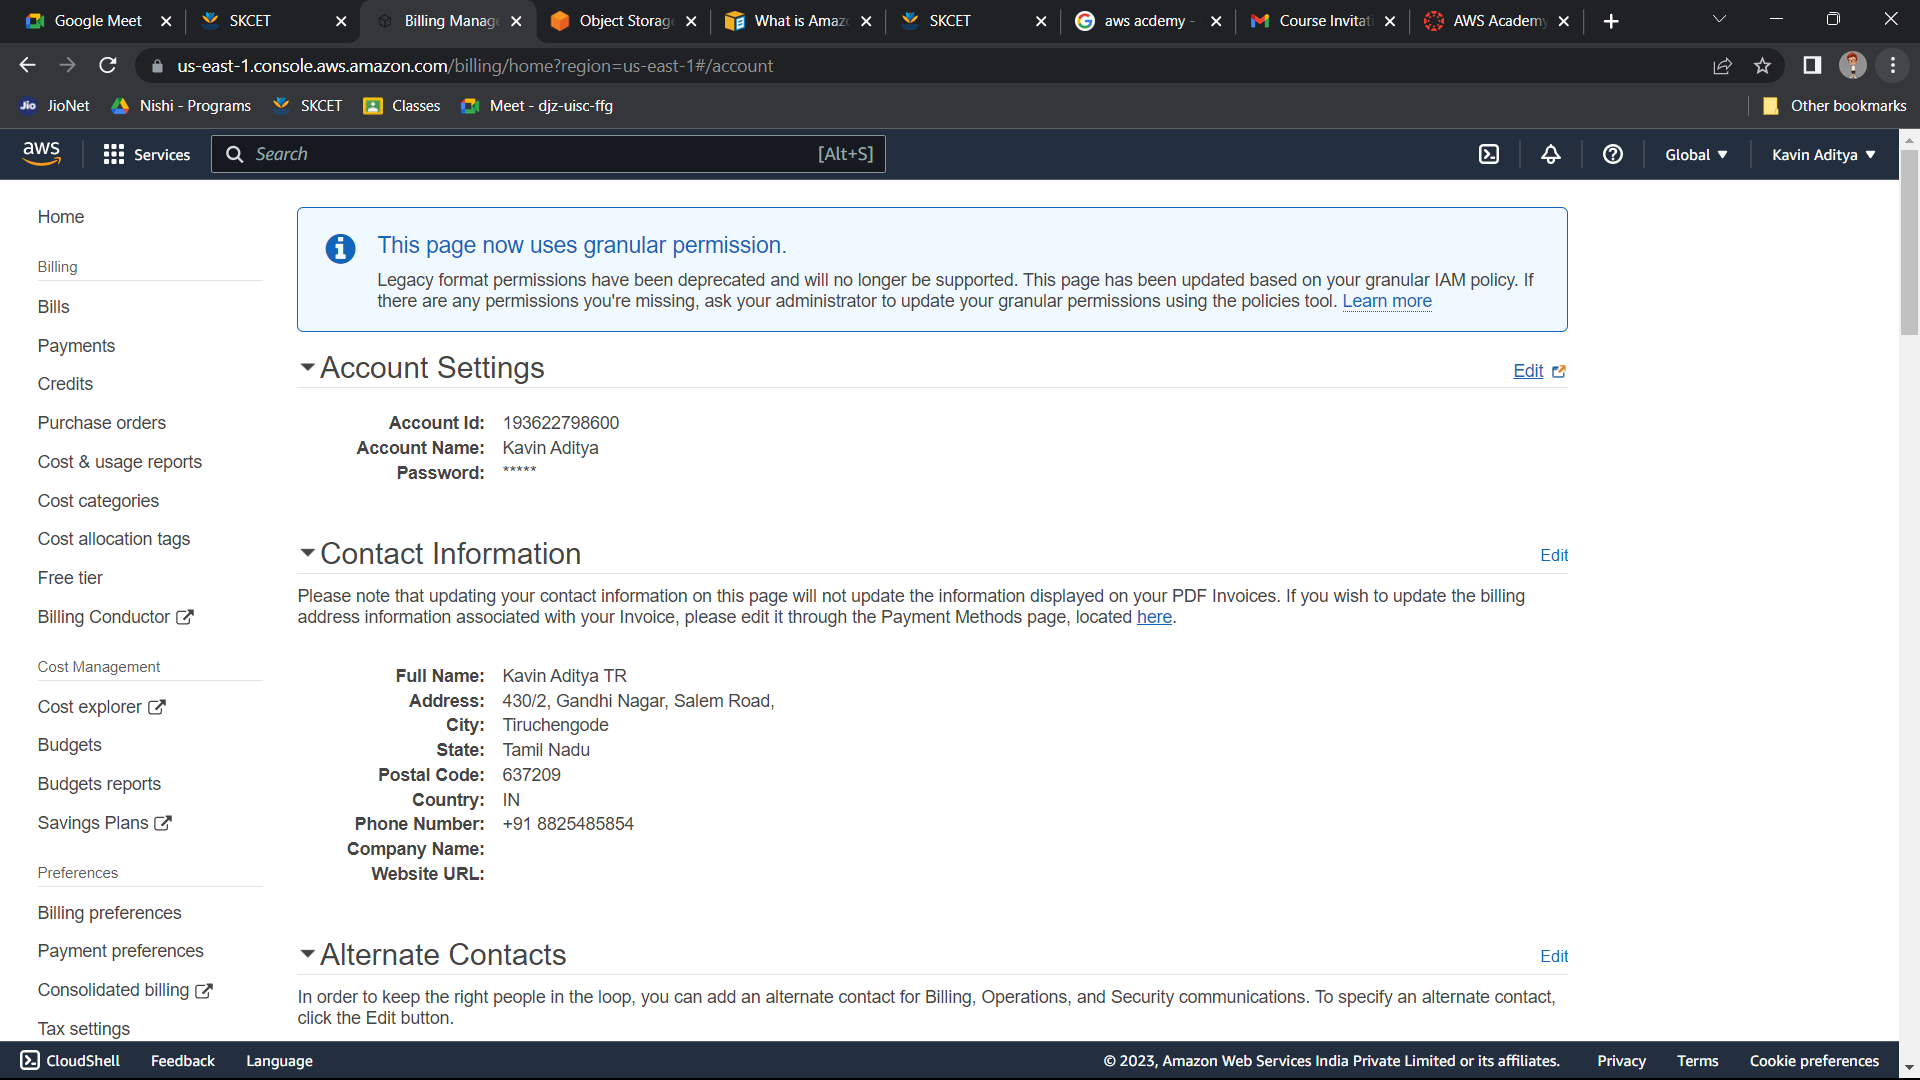 Google Meet
SKCET
Billing Manag
Object Storag
What is Amaz
SKCET
aws acdemy -
Course Invitat
AWS Academy
us-east-1.console.aws.amazon.com/billing/home?region=us-east-1#/account
Jio
JioNet
Nishi - Programs
SKCET
Classes
Meet - djz-uisc-ffg
Other bookmarks
aws
Services
Search
[Alt+S]
Global
Kavin Aditya
Home
Billing
Bills
Payments
Credits
Purchase orders
Cost & usage reports
Cost categories
Cost allocation tags
Free tier
Billing Conductor
Cost Management
Cost explorer
Budgets
Budgets reports
Savings Plans
Preferences
Billing preferences
Payment preferences
Consolidated billing
Tax settings
This page now uses granular permission.
Legacy format permissions have been deprecated and will no longer be supported. This page has been updated based on your granular IAM policy. If
there are any permissions you're missing, ask your administrator to update your granular permissions using the policies tool. Learn more
Account Settings
Edit
Account Id: 193622798600
Account Name: Kavin Aditya
Password: *****
Contact Information
Edit
Please note that updating your contact information on this page will not update the information displayed on your PDF Invoices. If you wish to update the billing
address information associated with your Invoice, please edit it through the Payment Methods page, located here.
Full Name: Kavin Aditya TR
Address: 430/2, Gandhi Nagar, Salem Road,
City: Tiruchengode
State: Tamil Nadu
Postal Code: 637209
Country: IN
Phone Number: +91 8825485854
Company Name:
Website URL:
Alternate Contacts
Edit
In order to keep the right people in the loop, you can add an alternate contact for Billing, Operations, and Security communications. To specify an alternate contact,
click the Edit button.
CloudShell
Feedback
Language
© 2023, Amazon Web Services India Private Limited or its affiliates.
Privacy
Terms
Cookie preferences